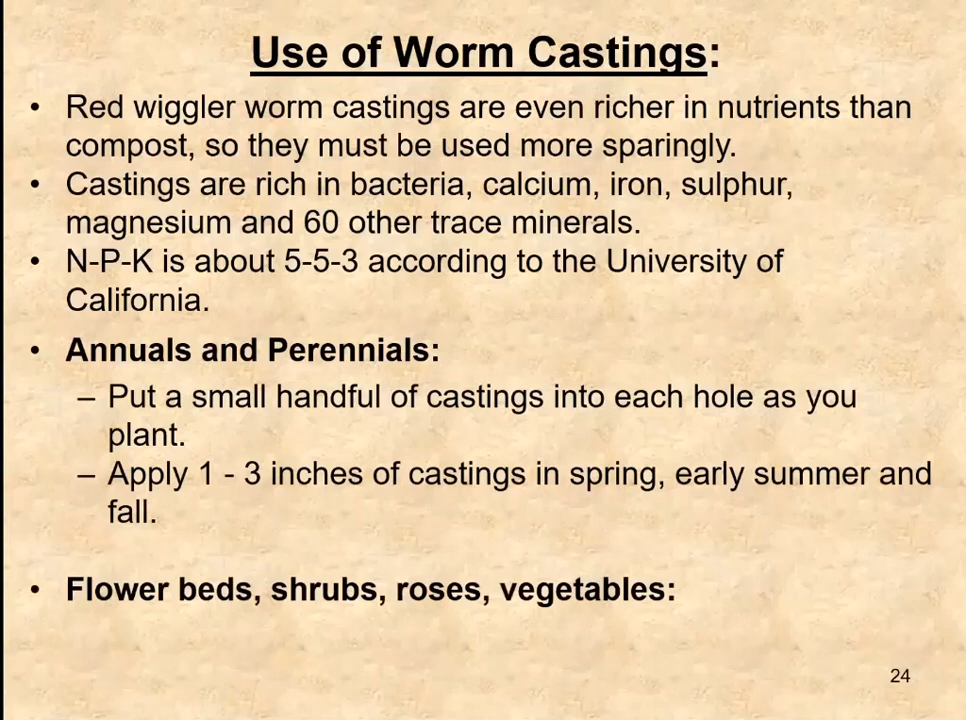 Use of Worm Castings:
• Red wiggler worm castings are even richer in nutrients than
compost, so they must be used more sparingly.
• Castings are rich in bacteria, calcium, iron, sulphur,
magnesium and 60 other trace minerals.
• N-P-K is about 5-5-3 according to the University of
California.
• Annuals and Perennials:
– Put a small handful of castings into each hole as you
plant.
– Apply 1 - 3 inches of castings in spring, early summer and
fall.
• Flower beds, shrubs, roses, vegetables:
24